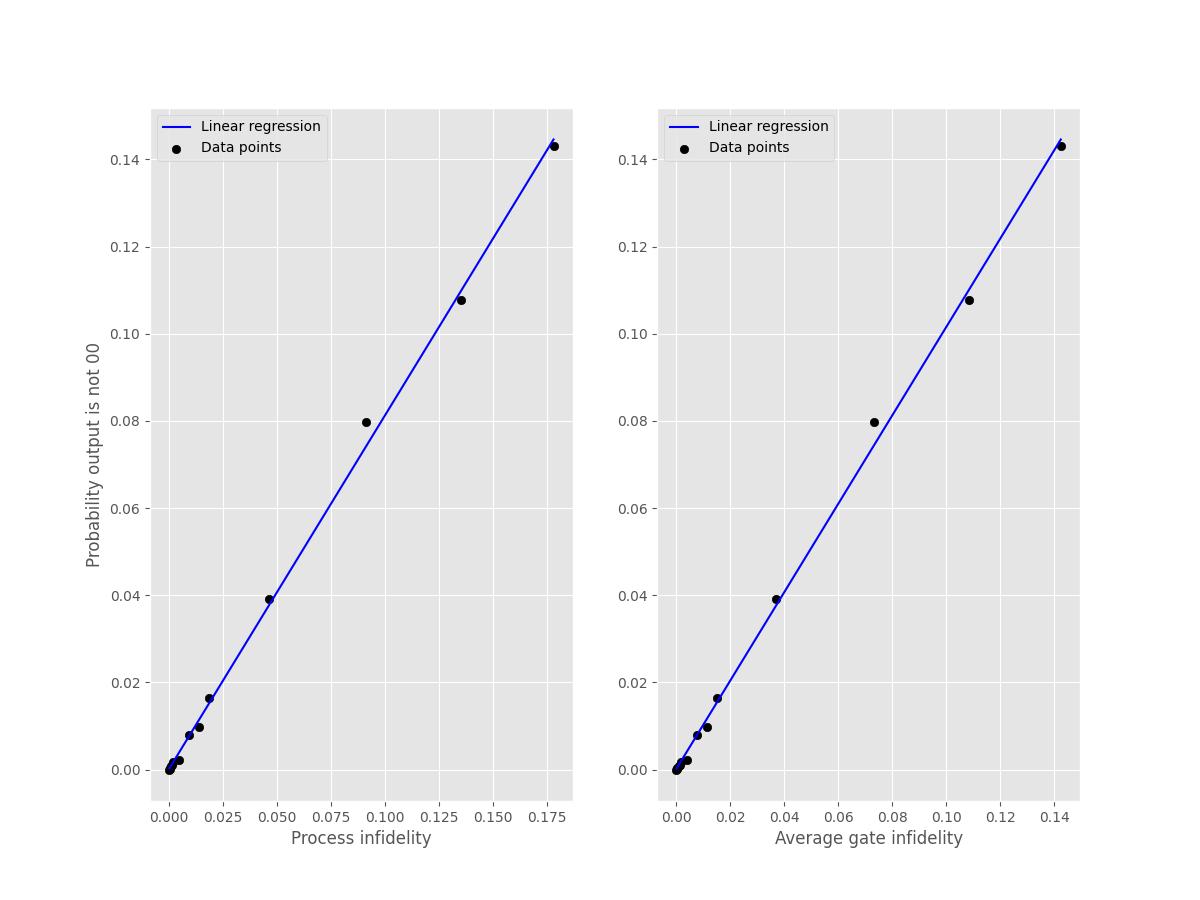 Linear regression
Data points
0.14
0.12
0.10
0.08
0.06
0.04
0.02
0.00
Probability output is not 00
0.000 0.025 0.050 0.075 0.100 0.125 0.150 0.175
Process infidelity
Linear regression
Data points
0.14
0.12
0.10
0.08
0.06
0.04
0.02
0.00
0.00 0.02 0.04 0.06 0.08 0.10 0.12 0.14
Average gate infidelity